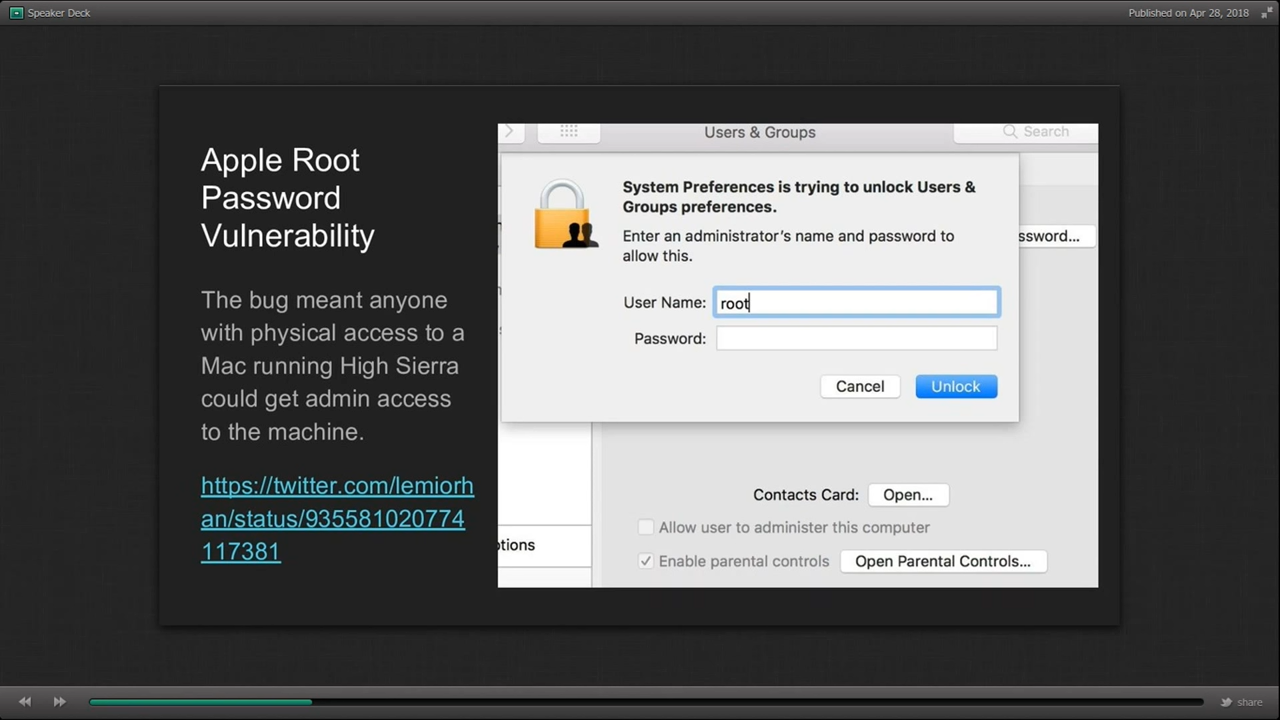 Speaker Deck
Published on Apr 28, 2018
Apple Root
Password
Vulnerability
The bug meant anyone
with physical access to a
Mac running High Sierra
could get admin access
to the machine.
https://twitter.com/lemiorh
an/status/935581020774
117381
Users & Groups
Search
System Preferences is trying to unlock Users &
Groups preferences.
Enter an administrator's name and password to
allow this.
ssword...
User Name: root
Password:
Cancel
Unlock
Contacts Card: Open...
Allow user to administer this computer
ptions
Enable parental controls
Open Parental Controls...
share